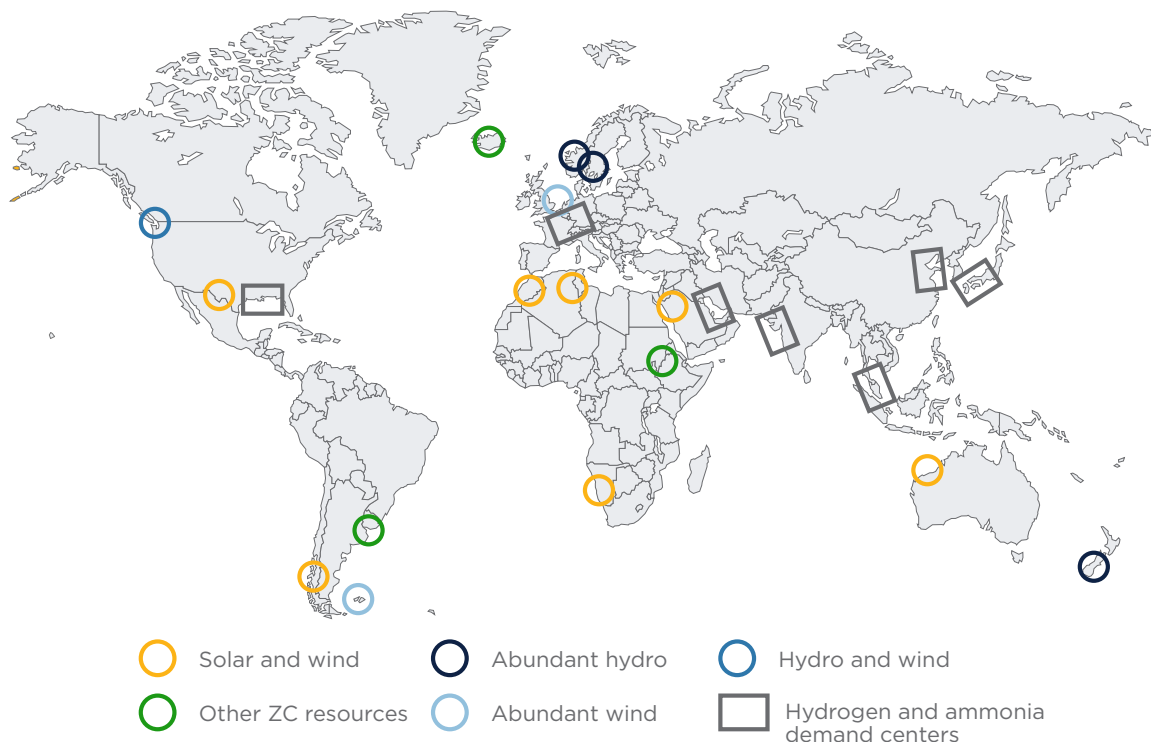 Solar and wind
Abundant hydro
Hydro and wind
Other ZC resources
Abundant wind
Hydrogen and ammonia
demand centers